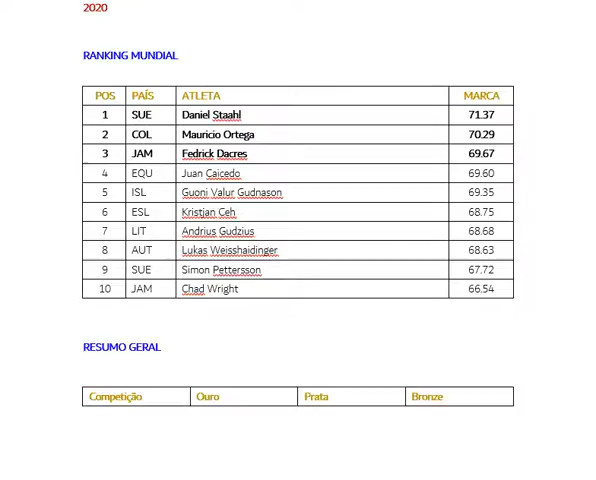 2020
RANKING MUNDIAL
POS PAÍS ATLETA MARCA
1 SUE Daniel Staahl 71.37
2 COL Mauricio Ortega 70.29
3 JAM Fedrick Dacres 69.67
4 EQU Juan Caicedo 69.60
5 ISL Guoni Valur Gudnason 69.35
6 ESL Kristjan Ceh 68.75
7 LIT Andrius Gudzius 68.68
8 AUT Lukas Weisshaidinger 68.63
9 SUE Simon Pettersson 67.72
10 JAM Chad Wright 66.54
RESUMO GERAL
Competição Ouro Prata Bronze